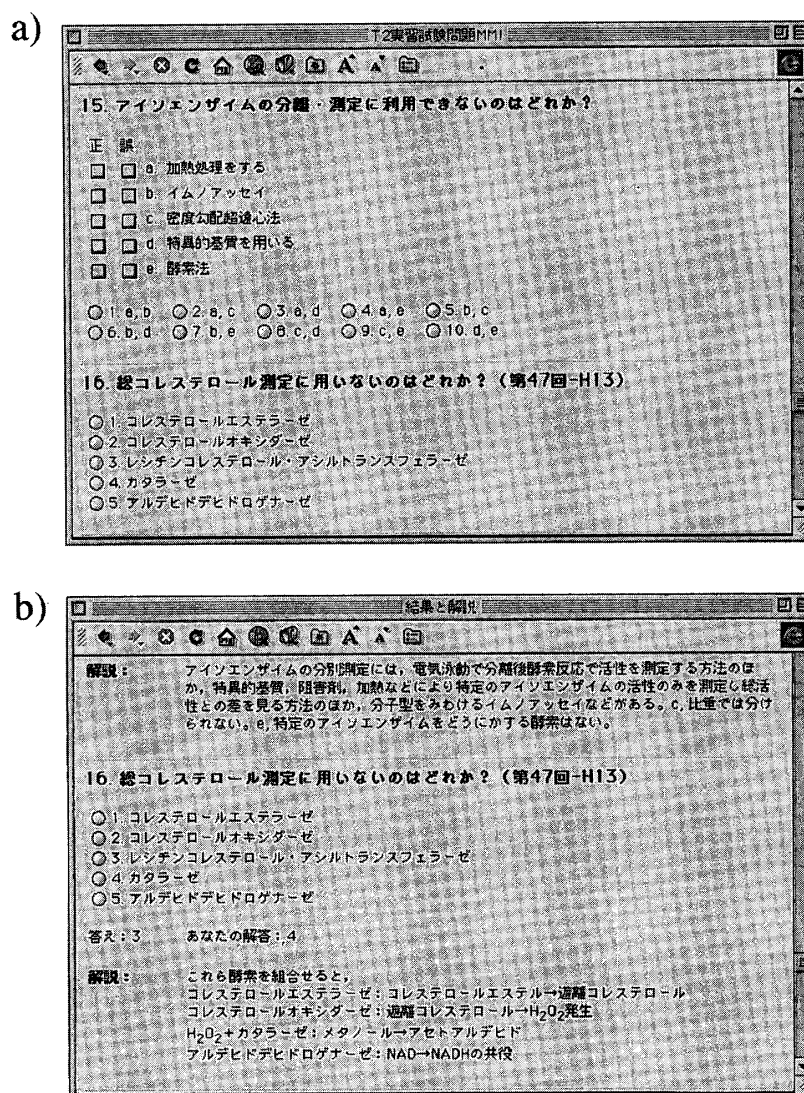 a)
T2実習試験問題MMI
15. アイソエンザイムの分離・測定に利用できないのはどれか?
正 誤
a. 加熱処理をする
b. イムノアッセイ
c. 密度勾配超遠心法
d. 特異的基質を用いる
e. 酵素法
1. a, b 2. a, c 3. a, d 4. a, e 5. b, c
6. b, d 7. b, e 8. c, d 9. c, e 10. d, e
16. 総コレステロール測定に用いないのはどれか?(第47回-H13)
1. コレステロールエステラーゼ
2. コレステロールオキシダーゼ
3. レシチンコレステロール・アシルトランスフェラーゼ
4. カタラーゼ
5. アルデヒドデヒドロゲナーゼ
b)
結果と解説
解説: アイソエンザイムの分別測定には,電気泳動で分離後酵素反応で活性を測定する方法のほ
か,特異的基質,阻害剤,加熱などにより特定のアイソエンザイムの活性のみを測定し総活
性との差を見る方法のほか,分子型をみわけるイムノアッセイなどがある。c, 比重では分け
られない。e, 特定のアイソエンザイムをどうにかする酵素はない。
16. 総コレステロール測定に用いないのはどれか?(第47回-H13)
1. コレステロールエステラーゼ
2. コレステロールオキシダーゼ
3. レシチンコレステロール・アシルトランスフェラーゼ
4. カタラーゼ
5. アルデヒドデヒドロゲナーゼ
答え:3 あなたの解答:,4
解説: これら酵素を組合せると,
コレステロールエステラーゼ:コレステロールエステル→遊離コレステロール
コレステロールオキシダーゼ:遊離コレステロール→H2O2発生
H2O2+カタラーゼ:メタノール→アセトアルデヒド
アルデヒドデヒドロゲナーゼ:NAD→NADHの共役